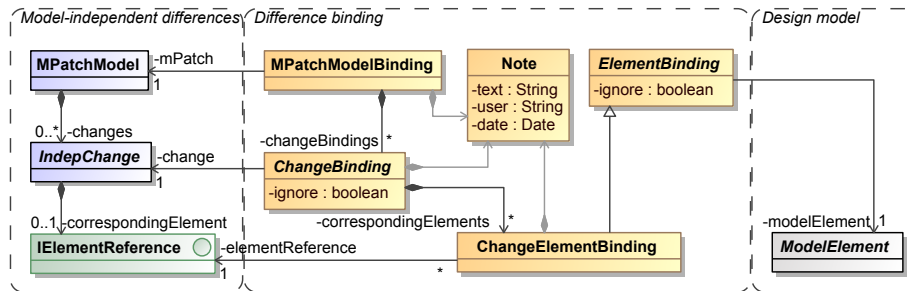 Model-independent differences
Difference binding
Design model
MPatchModel
-mPatch
1
MPatchModelBinding
Note
-text : String
-user : String
-date : Date
ElementBinding
-ignore : boolean
0..*
-changes
-changeBindings
*
IndepChange
-change
1
ChangeBinding
-ignore : boolean
0..1
-correspondingElement
-correspondingElements
*
-modelElement
1
IElementReference
-elementReference
1
*
ChangeElementBinding
ModelElement